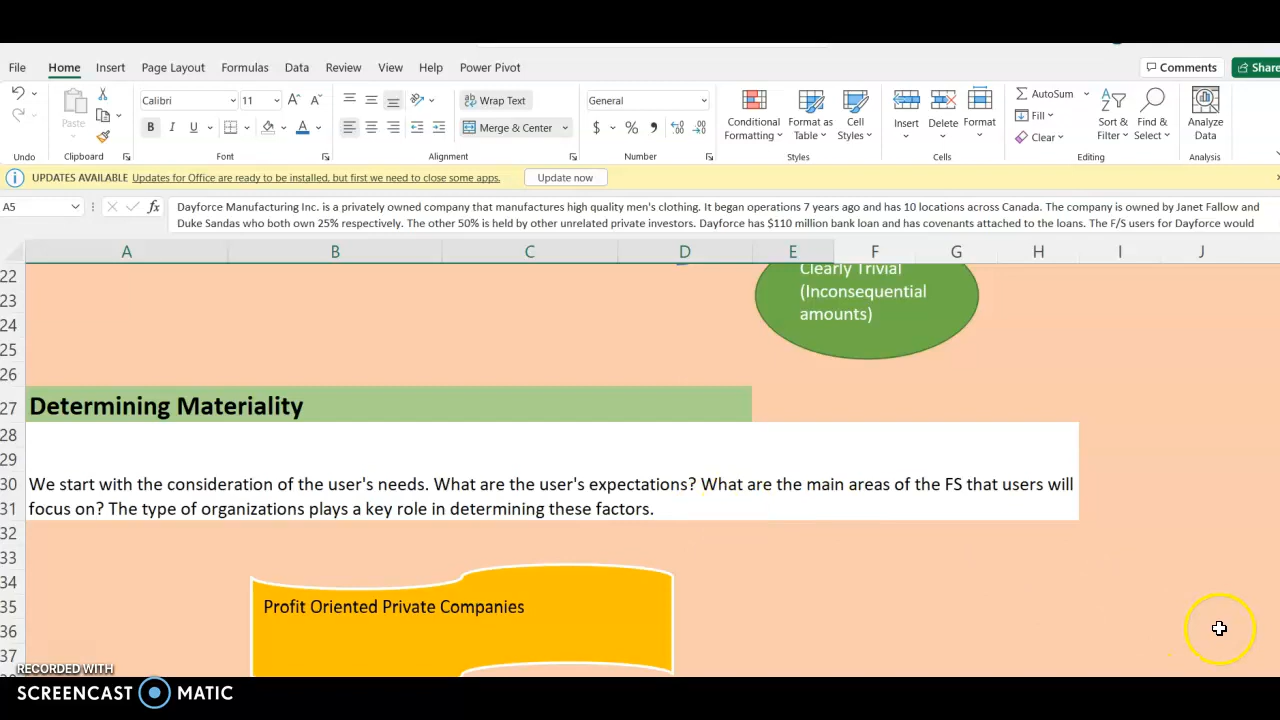 File Home Insert Page Layout Formulas Data Review View Help Power Pivot Comments Share
Calibri 11 Wrap Text General AutoSum
Paste B I U Merge & Center $ % Conditional Formatting Format as Table Cell Styles Insert Delete Format Fill Clear Sort & Filter Find & Select Analyze Data
Undo Clipboard Font Alignment Number Styles Cells Editing Analysis
UPDATES AVAILABLE Updates for Office are ready to be installed, but first we need to close some apps. Update now
A5 fx Dayforce Manufacturing Inc. is a privately owned company that manufactures high quality men's clothing. It began operations 7 years ago and has 10 locations across Canada. The company is owned by Janet Fallow and
Duke Sandas who both own 25% respectively. The other 50% is held by other unrelated private investors. Dayforce has $110 million bank loan and has covenants attached to the loans. The F/S users for Dayforce would
A B C D E F G H I J
22
23
24
25
26
27
28
29
30
31
32
33
34
35
36
37
Clearly Trivial
(Inconsequential
amounts)
Determining Materiality
We start with the consideration of the user's needs. What are the user's expectations? What are the main areas of the FS that users will
focus on? The type of organizations plays a key role in determining these factors.
Profit Oriented Private Companies
RECORDED WITH
SCREENCAST MATIC